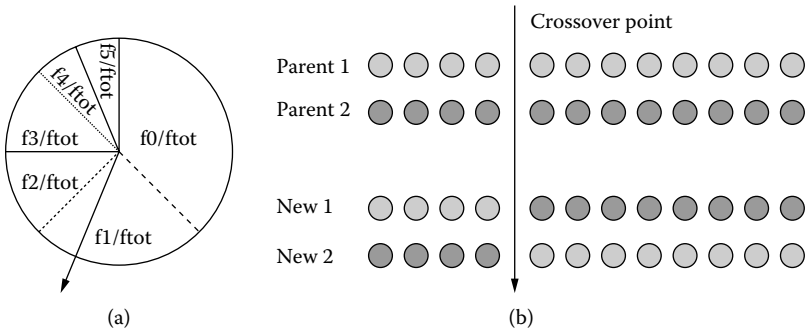 f0/ftot
f1/ftot
f2/ftot
f3/ftot
f4/ftot
f5/ftot
(a)
Crossover point
Parent 1
Parent 2
New 1
New 2
(b)